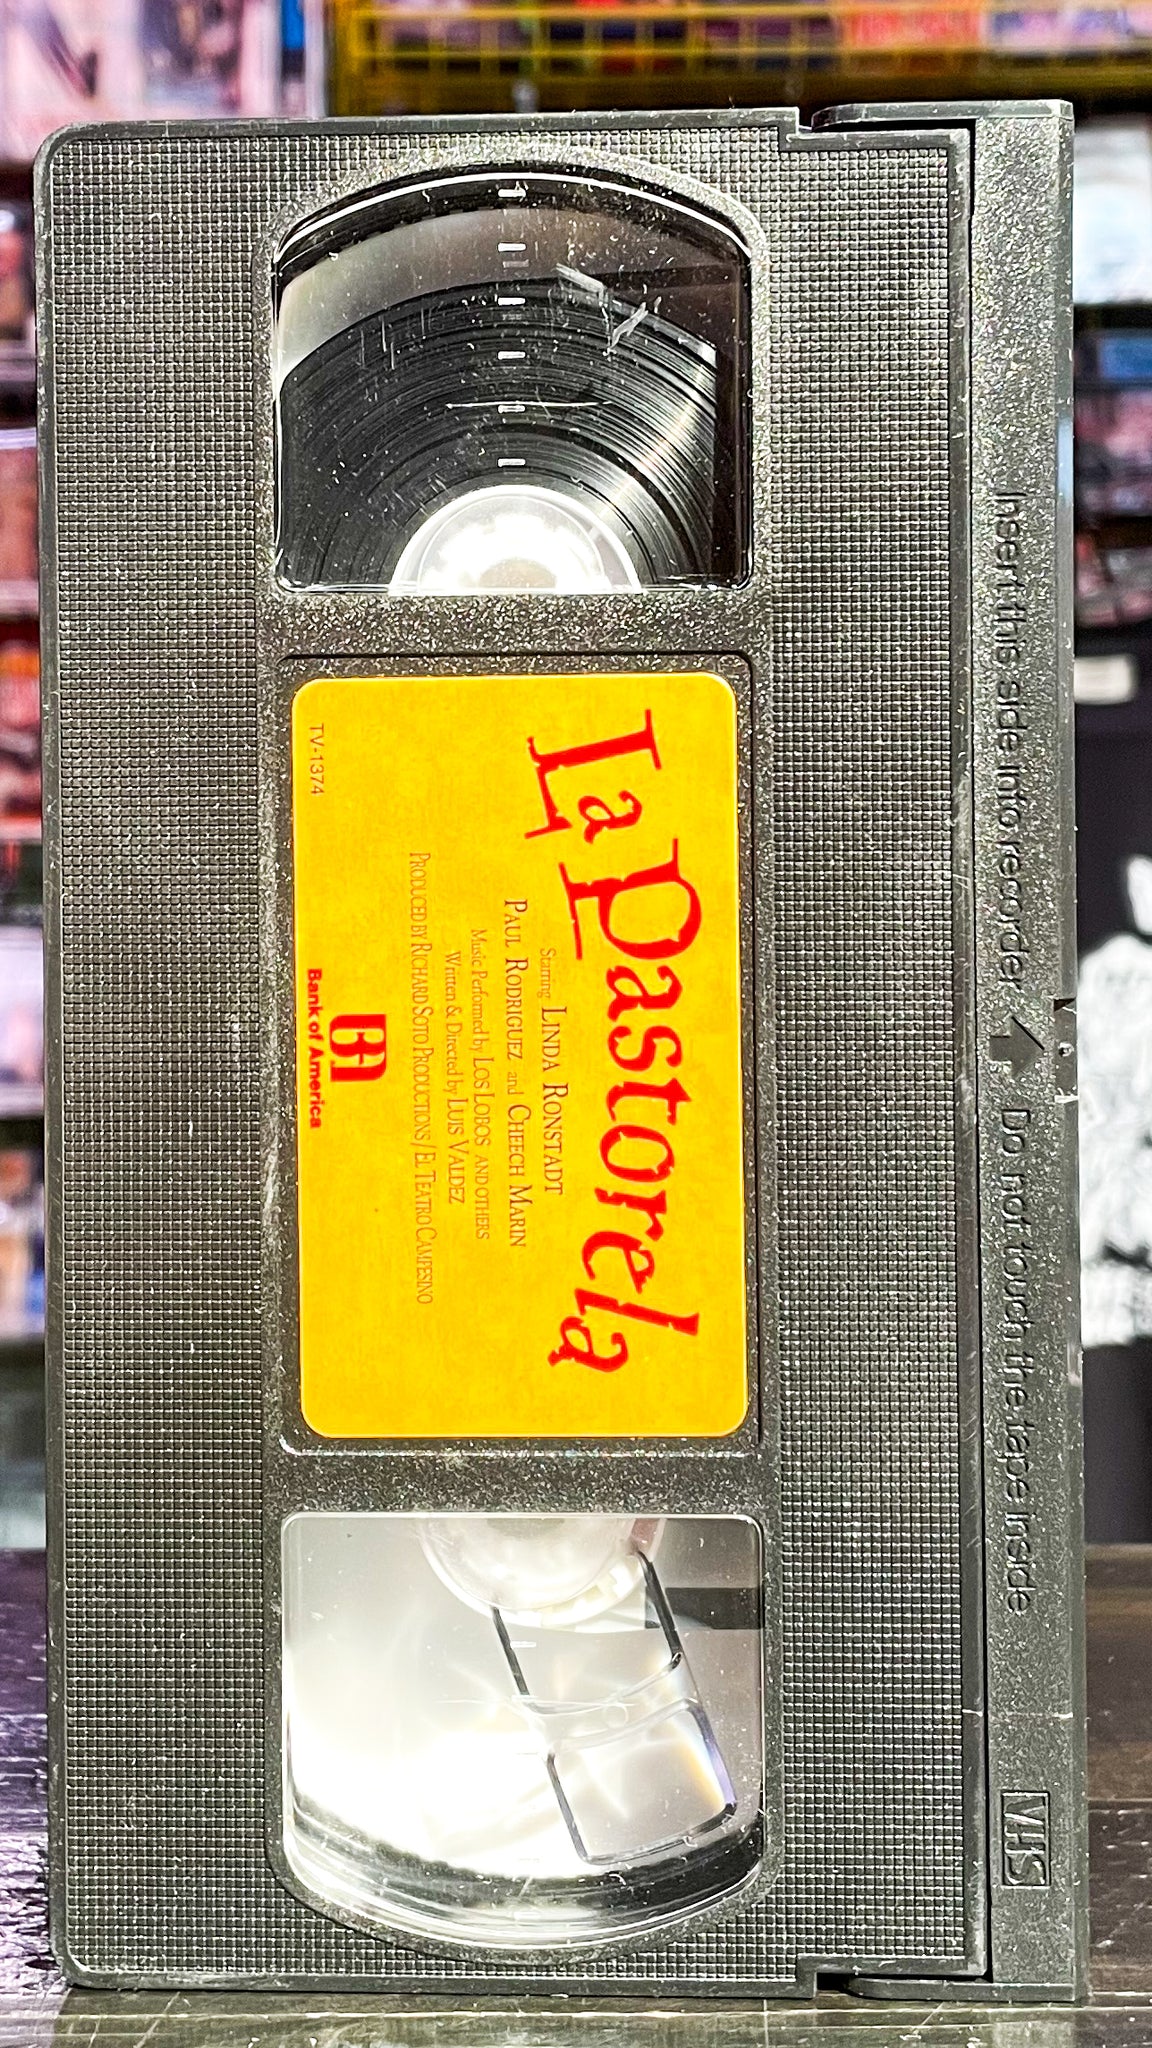 La Pastorela
Starring LINDA RONSTADT
PAUL RODRIGUEZ and CHEECH MARIN
Music Performed by LOS LOBOS AND OTHERS
Written & Directed by LUIS VALDEZ
PRODUCED BY RICHARD SOTO PRODUCTIONS / EL TEATRO CAMPESINO
BA
Bank of America
TV-1374
Insert this side into recorder Do not touch the tape inside
VHS